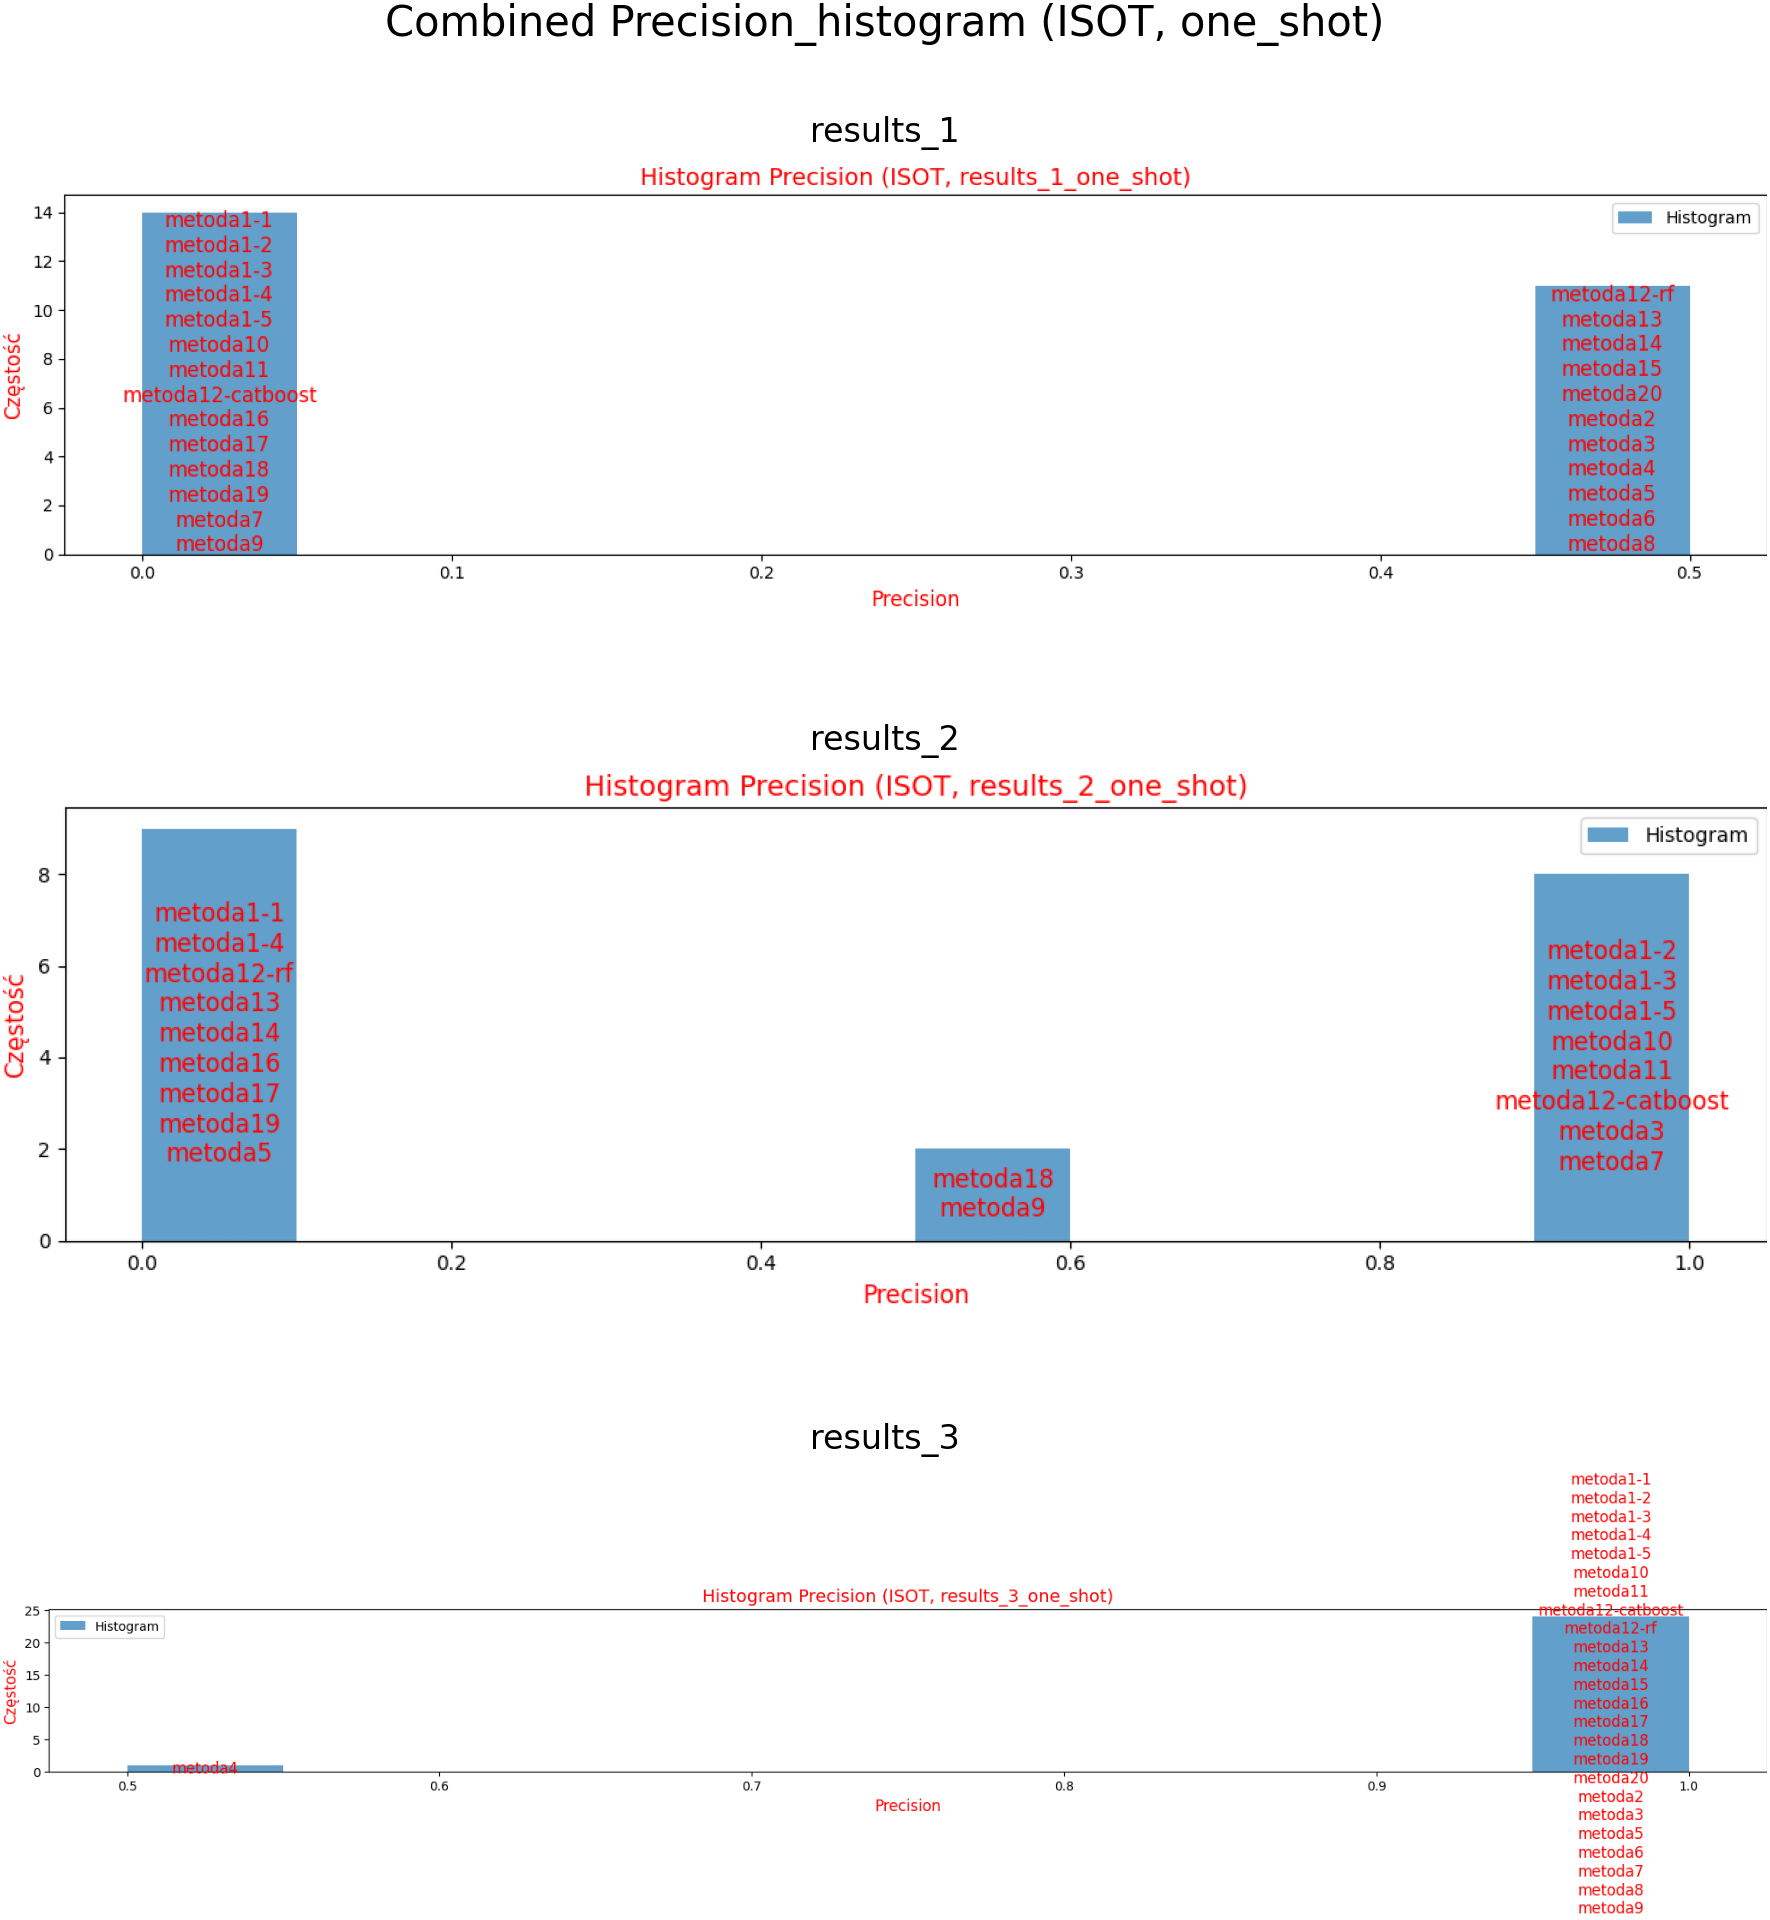 Combined Precision_histogram (ISOT, one_shot)
results_1
Histogram Precision (ISOT, results_1_one_shot)
Histogram
Częstość
14
12
10
8
6
4
2
0
metoda1-1
metoda1-2
metoda1-3
metoda1-4
metoda1-5
metoda10
metoda11
metoda12-catboost
metoda16
metoda17
metoda18
metoda19
metoda7
metoda9
metoda12-rf
metoda13
metoda14
metoda15
metoda20
metoda2
metoda3
metoda4
metoda5
metoda6
metoda8
0.0 0.1 0.2 0.3 0.4 0.5
Precision
results_2
Histogram Precision (ISOT, results_2_one_shot)
Histogram
Częstość
8
6
4
2
0
metoda1-1
metoda1-4
metoda12-rf
metoda13
metoda14
metoda16
metoda17
metoda19
metoda5
metoda18
metoda9
metoda1-2
metoda1-3
metoda1-5
metoda10
metoda11
metoda12-catboost
metoda3
metoda7
0.0 0.2 0.4 0.6 0.8 1.0
Precision
results_3
Histogram Precision (ISOT, results_3_one_shot)
Histogram
Częstość
25
20
15
10
5
0
metoda4
metoda1-1
metoda1-2
metoda1-3
metoda1-4
metoda1-5
metoda10
metoda11
metoda12-catboost
metoda12-rf
metoda13
metoda14
metoda15
metoda16
metoda17
metoda18
metoda19
metoda20
metoda2
metoda3
metoda5
metoda6
metoda7
metoda8
metoda9
0.5 0.6 0.7 0.8 0.9 1.0
Precision